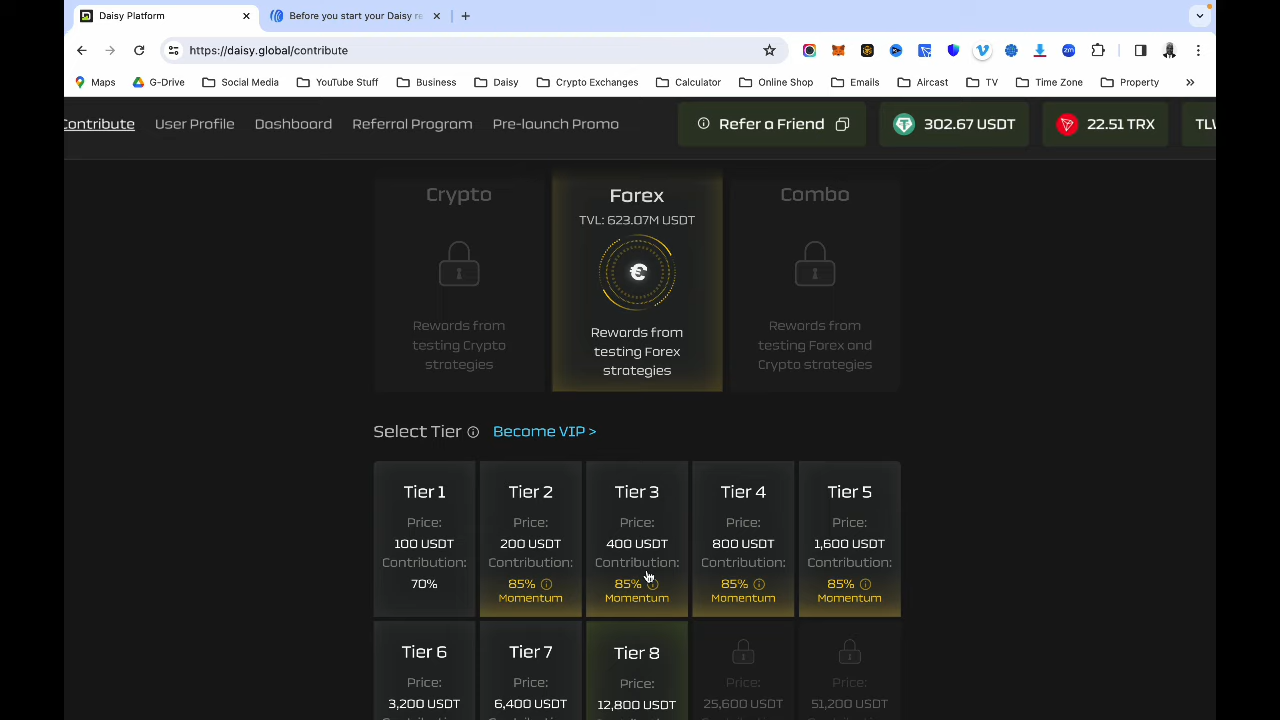 Daisy Platform
Before you start your Daisy re
https://daisy.global/contribute
Maps G-Drive Social Media YouTube Stuff Business Daisy Crypto Exchanges Calculator Online Shop Emails Aircast TV Time Zone Property
Contribute User Profile Dashboard Referral Program Pre-launch Promo Refer a Friend 302.67 USDT 22.51 TRX TLW
Crypto
Rewards from
testing Crypto
strategies
Forex
TVL: 623.07M USDT
€
Rewards from
testing Forex
strategies
Combo
Rewards from
testing Forex and
Crypto strategies
Select Tier Become VIP >
Tier 1
Price:
100 USDT
Contribution:
70%
Tier 2
Price:
200 USDT
Contribution:
85%
Momentum
Tier 3
Price:
400 USDT
Contribution:
85%
Momentum
Tier 4
Price:
800 USDT
Contribution:
85%
Momentum
Tier 5
Price:
1,600 USDT
Contribution:
85%
Momentum
Tier 6
Price:
3,200 USDT
Tier 7
Price:
6,400 USDT
Tier 8
Price:
12,800 USDT
Price:
25,600 USDT
Price:
51,200 USDT